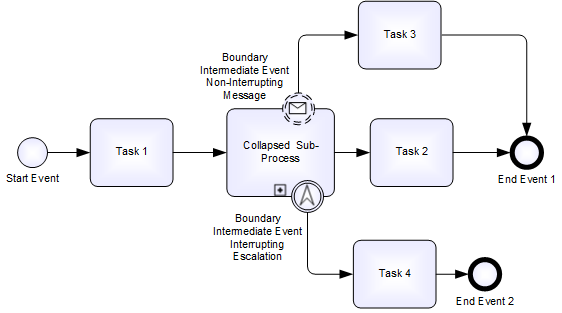 Task 3
Boundary
Intermediate Event
Non-Interrupting
Message
Task 1
Collapsed Sub-
Process
Task 2
Start Event
End Event 1
Boundary
Intermediate Event
Interrupting
Escalation
Task 4
End Event 2